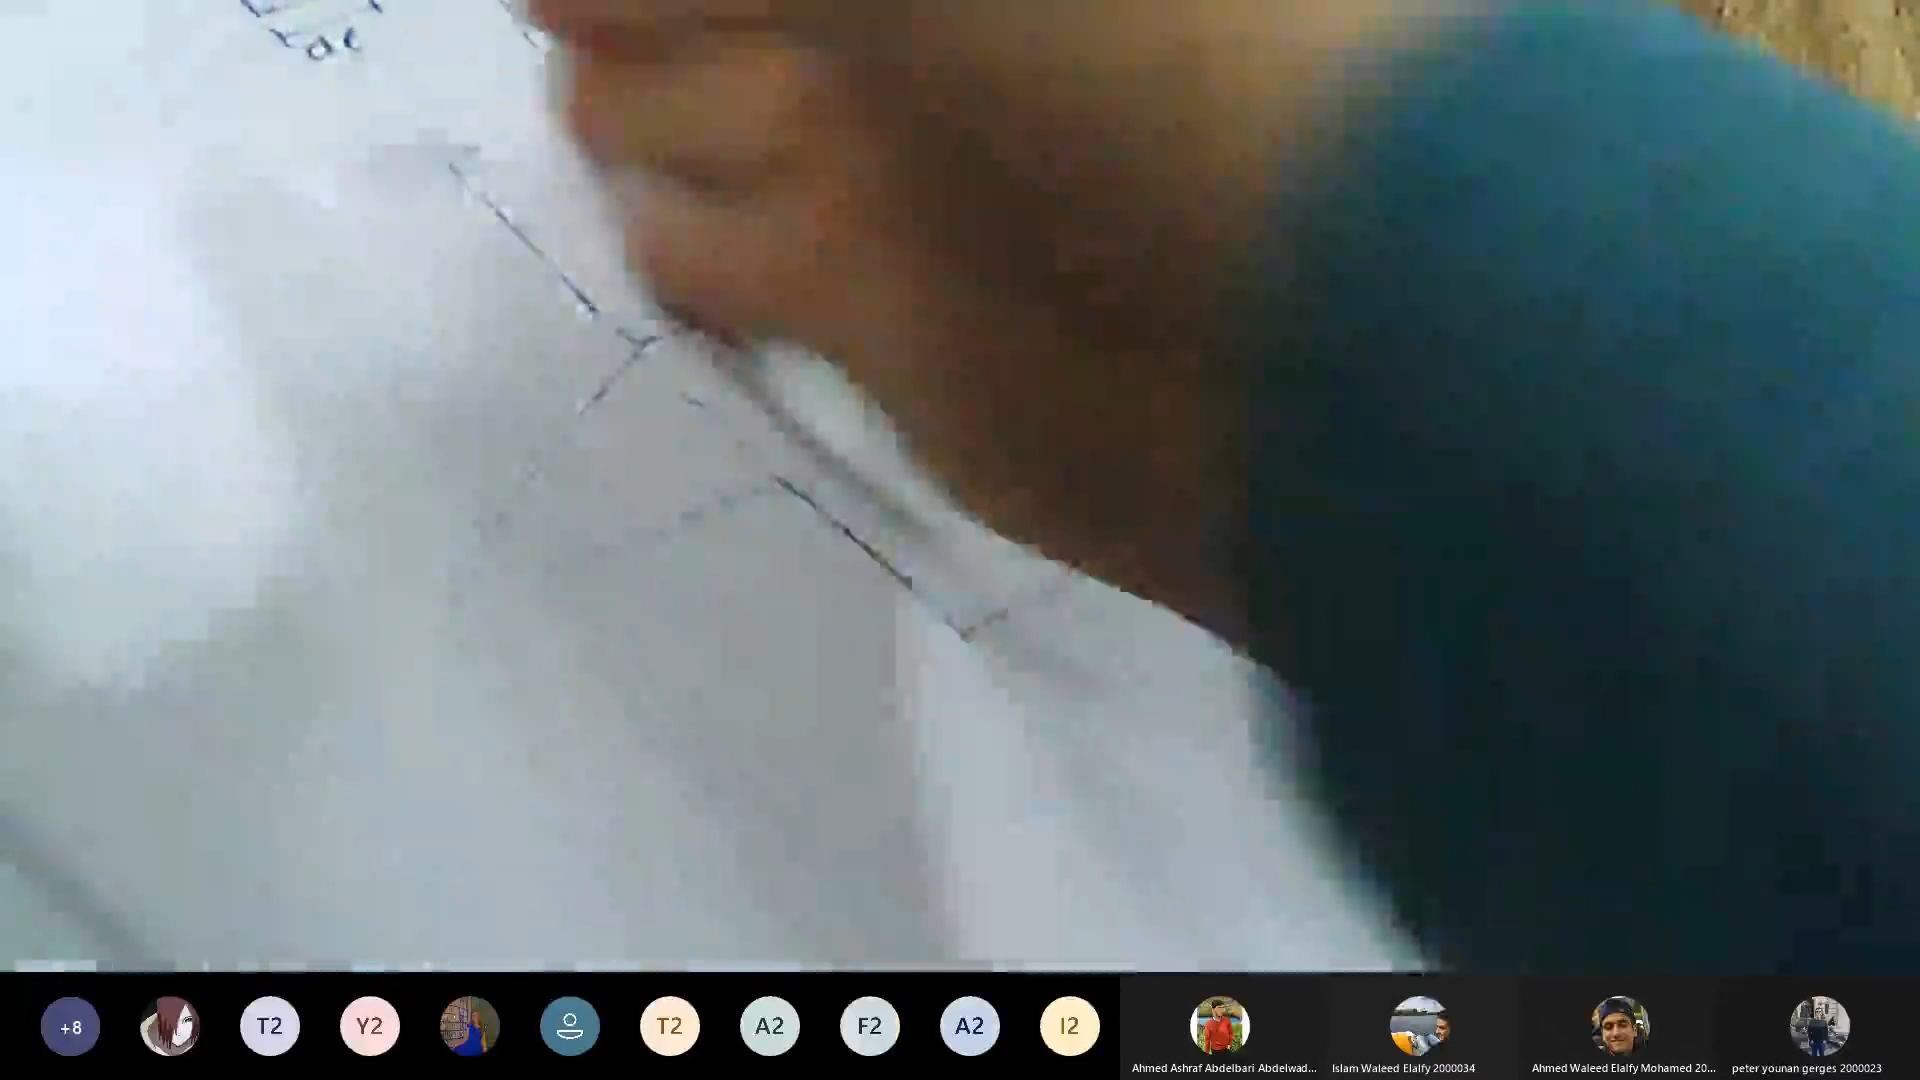 +8 T2 Y2 T2 A2 F2 A2 I2
Ahmed Ashraf Abdelbari Abdelwad... Islam Waleed Elalfy 2000034 Ahmed Waleed Elalfy Mohamed 20... peter younan gerges 2000023